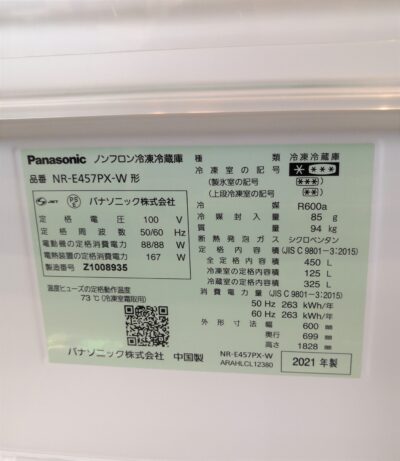 Panasonic ノンフロン冷凍冷蔵庫
品番 NR-E457PX-W 形
JET PS E パナソニック株式会社
定格電圧 100 V
定格周波数 50/60 Hz
電動機の定格消費電力 88/88 W
電熱装置の定格消費電力 167 W
製造番号 Z1008935
温度ヒューズの定格動作温度
73℃(冷凍室霜取用)
パナソニック株式会社 中国製
種類 冷凍冷蔵庫
冷凍室の記号 ****
(製氷室の記号) (***)
(上段冷凍室の記号) (**)
冷媒 R600a
冷媒封入量 85 g
質量 94 kg
断熱発泡ガス シクロペンタン
定格内容積 (JIS C 9801-3:2015)
全定格内容積 450 L
冷凍室の定格内容積 125 L
冷蔵室の定格内容積 325 L
消費電力量 (JIS C 9801-3:2015)
50 Hz 263 kWh/年
60 Hz 263 kWh/年
外形寸法 幅 600 mm
奥行 699 mm
高さ 1828 mm
NR-E457PX-W
ARAHLCL12380
2021 年製